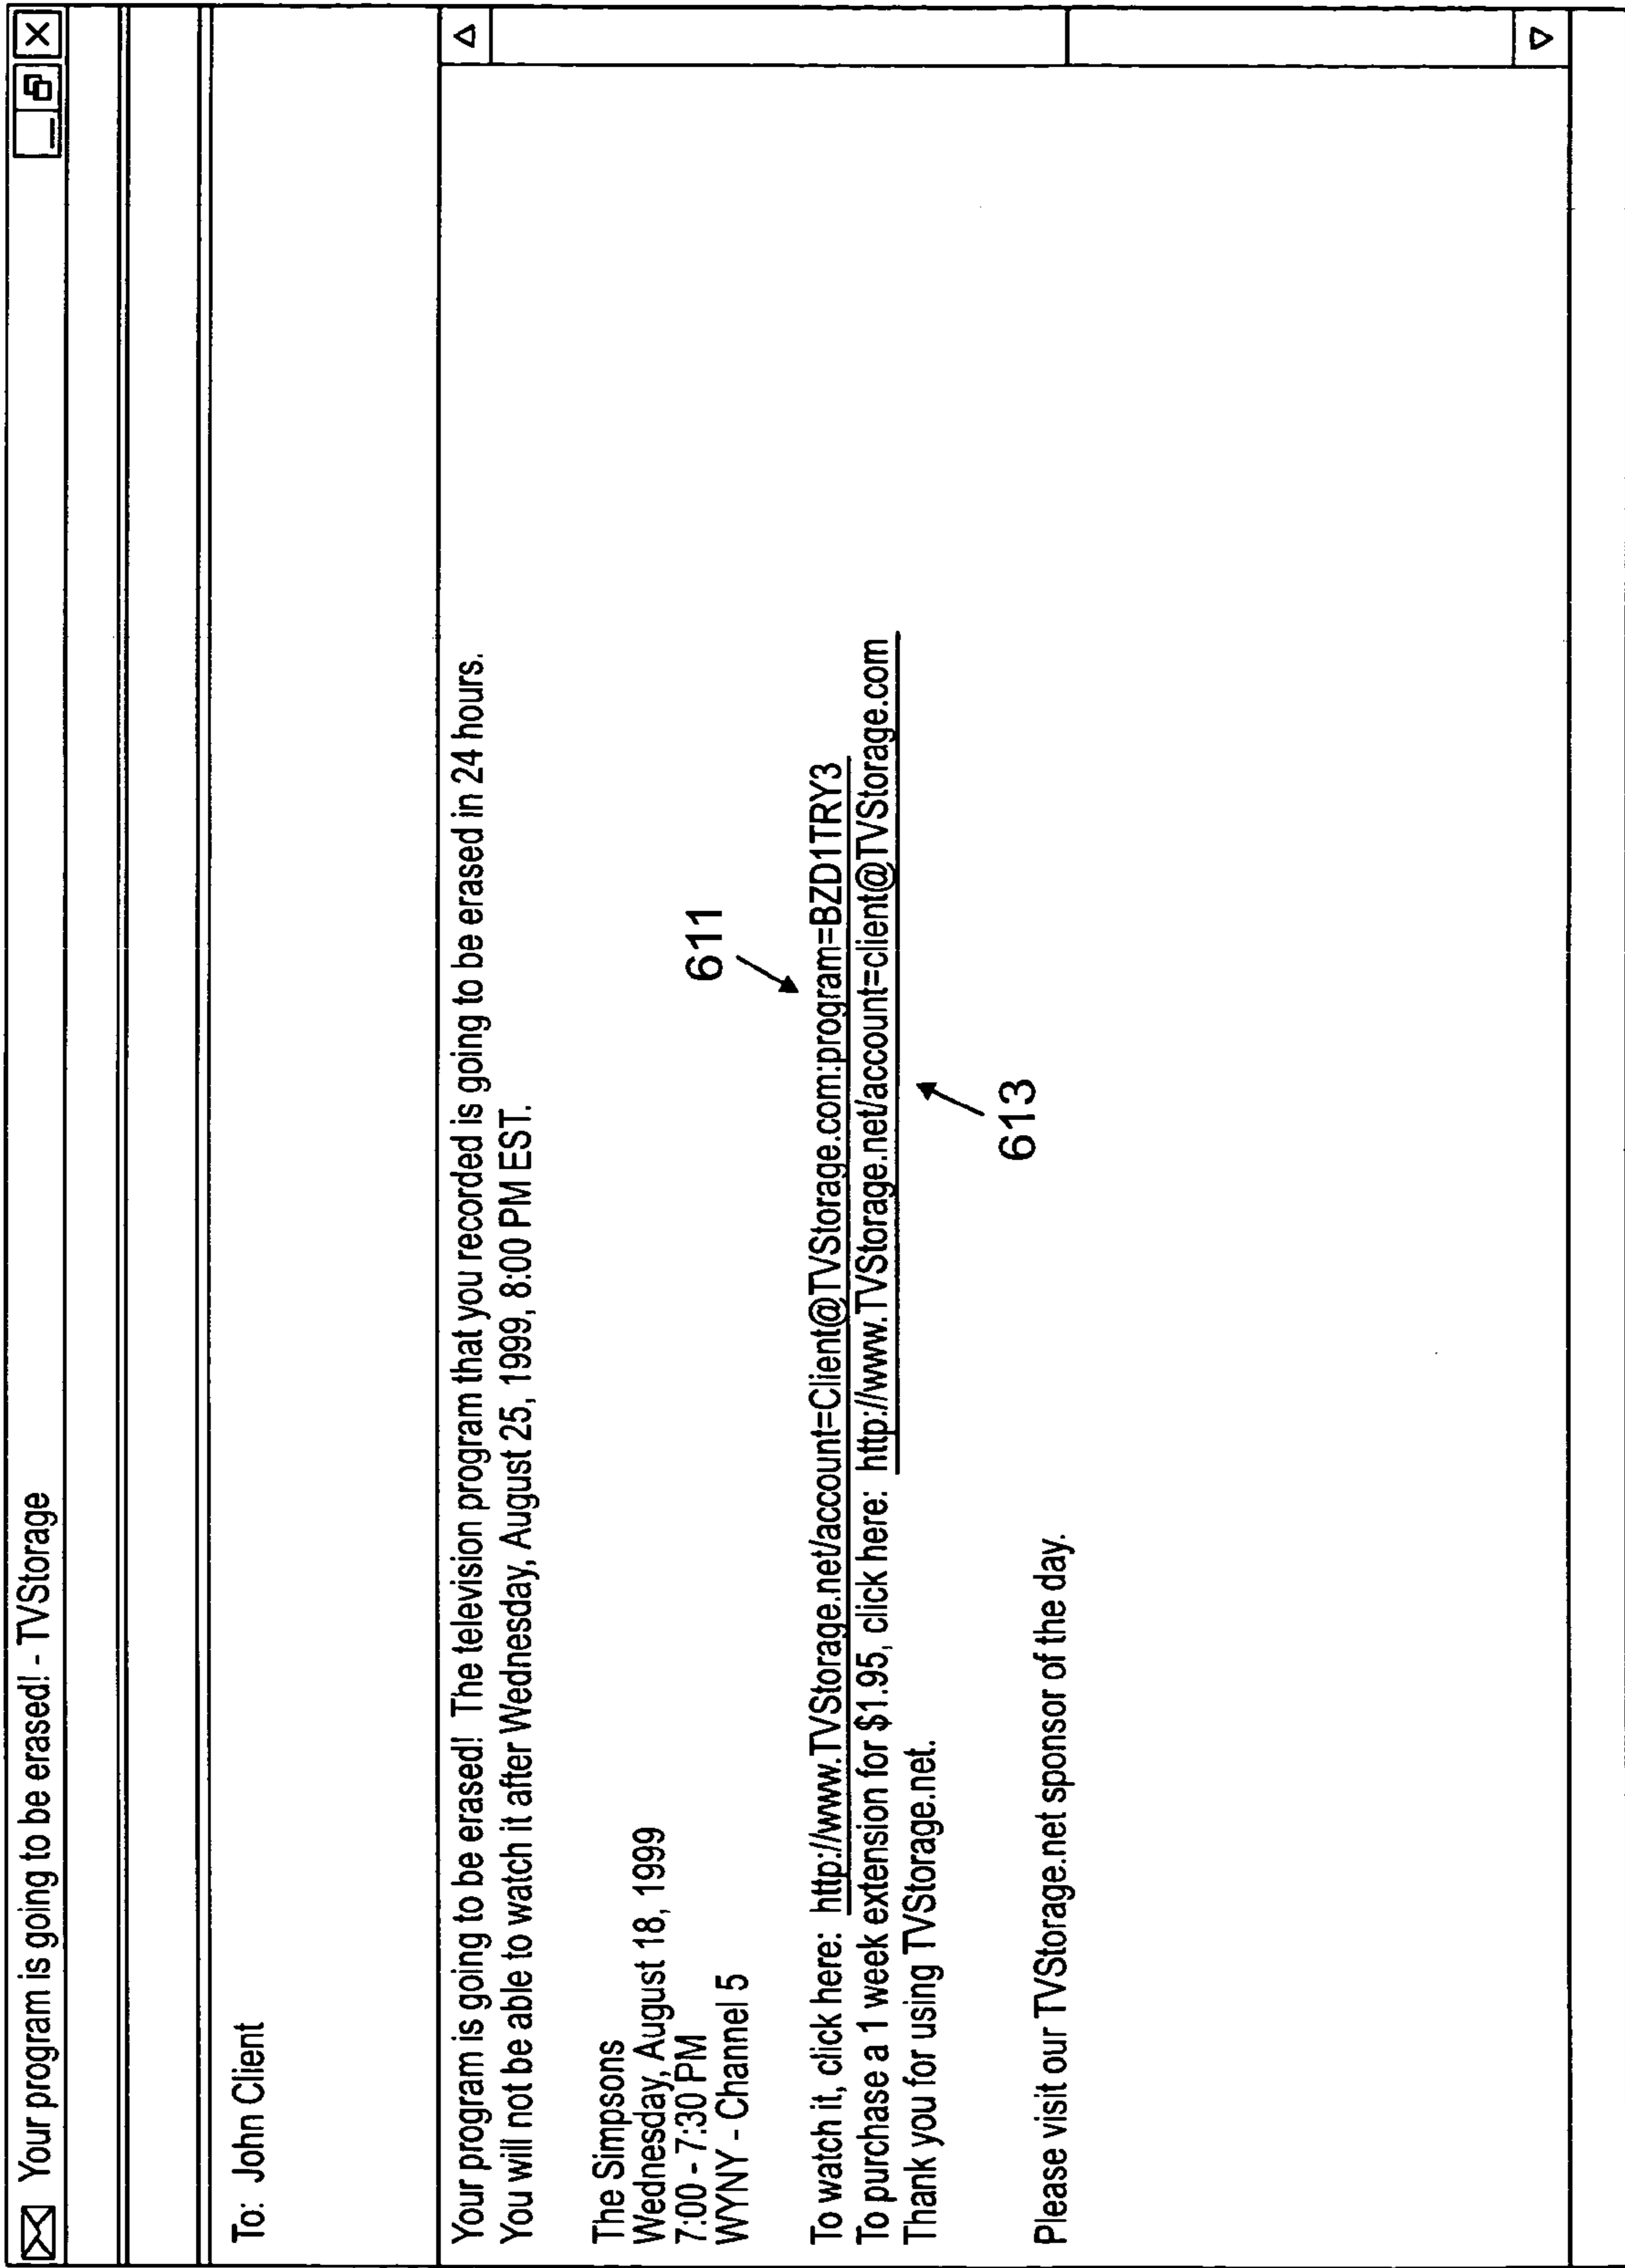 Your program is going to be erased! - TVStorage
To: John Client
Your program is going to be erased! The television program that you recorded is going to be erased in 24 hours.
You will not be able to watch it after Wednesday, August 25, 1999, 8:00 PM EST.
The Simpsons
Wednesday, August 18, 1999
7:00 - 7:30 PM
WYNY - Channel 5
611
To watch it, click here: http://www.TVStorage.net/account=Client@TVStorage.com:program=BZD1TRY3
To purchase a 1 week extension for $1.95, click here: http://www.TVStorage.net/account=client@TVStorage.com
Thank you for using TVStorage.net.
613
Please visit our TVStorage.net sponsor of the day.